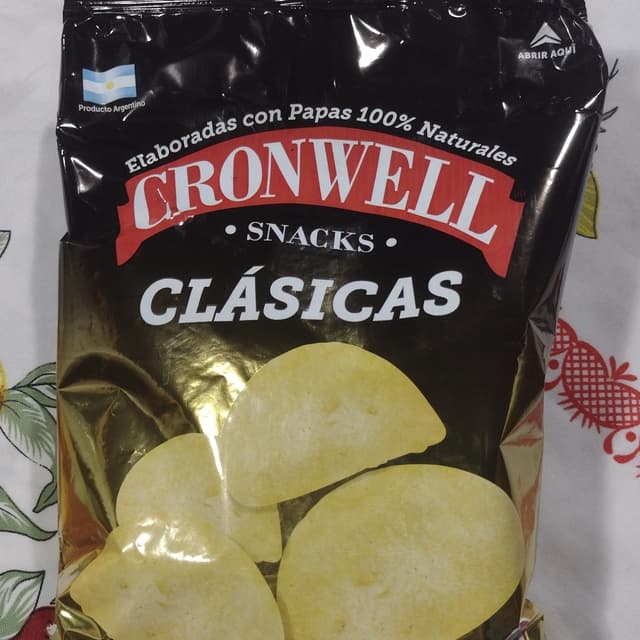 ABRIR AQUÍ
Producto Argentino
Elaboradas con Papas 100% Naturales
CRONWELL
• SNACKS •
CLÁSICAS